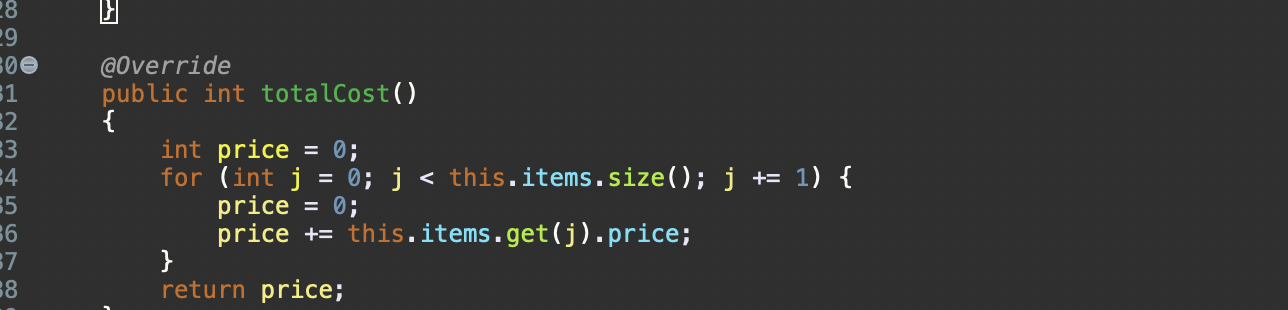 28 }
29
30 @Override
31 public int totalCost()
32 {
33 int price = 0;
34 for (int j = 0; j < this.items.size(); j += 1) {
35 price = 0;
36 price += this.items.get(j).price;
37 }
38 return price;